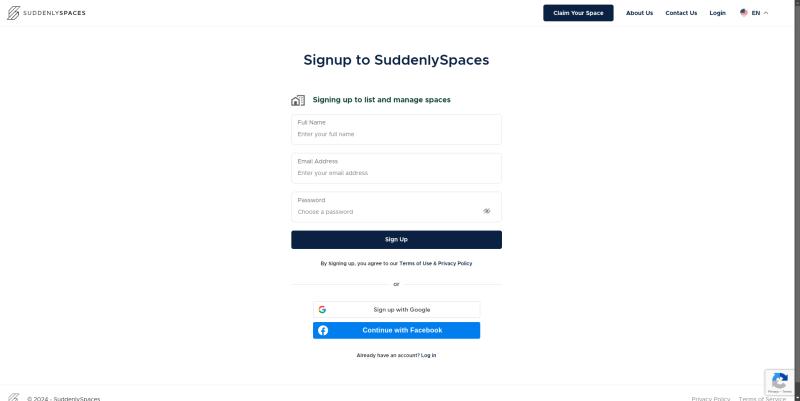 SUDDENLYSPACES
Claim Your Space
About Us
Contact Us
Login
EN
Signup to SuddenlySpaces
Signing up to list and manage spaces
Full Name
Enter your full name
Email Address
Enter your email address
Password
Choose a password
Sign Up
By Signing up, you agree to our Terms of Use & Privacy Policy
or
Sign up with Google
Continue with Facebook
Already have an account? Log in
Privacy - Terms
© 2024 - SuddenlySpaces
Privacy Policy
Terms of Service